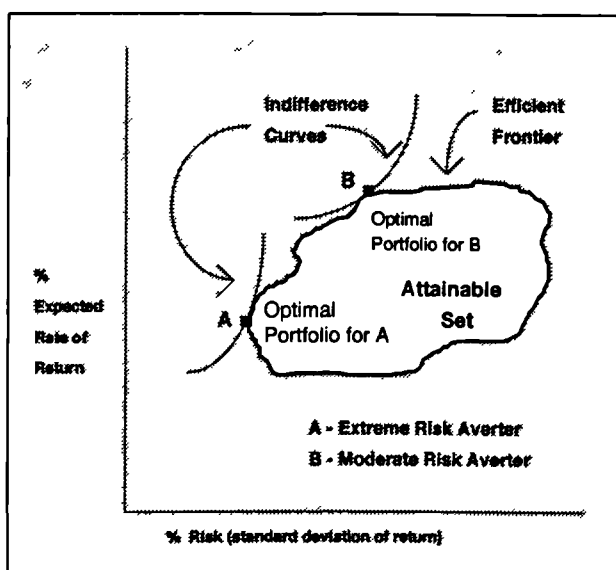 Indifference
Curves
Efficient
Frontier
B
Optimal
Portfolio for B
%
Expected
Rate of
Return
A
Optimal
Portfolio for A
Attainable
Set
A - Extreme Risk Averter
B - Moderate Risk Averter
% Risk (standard deviation of return)